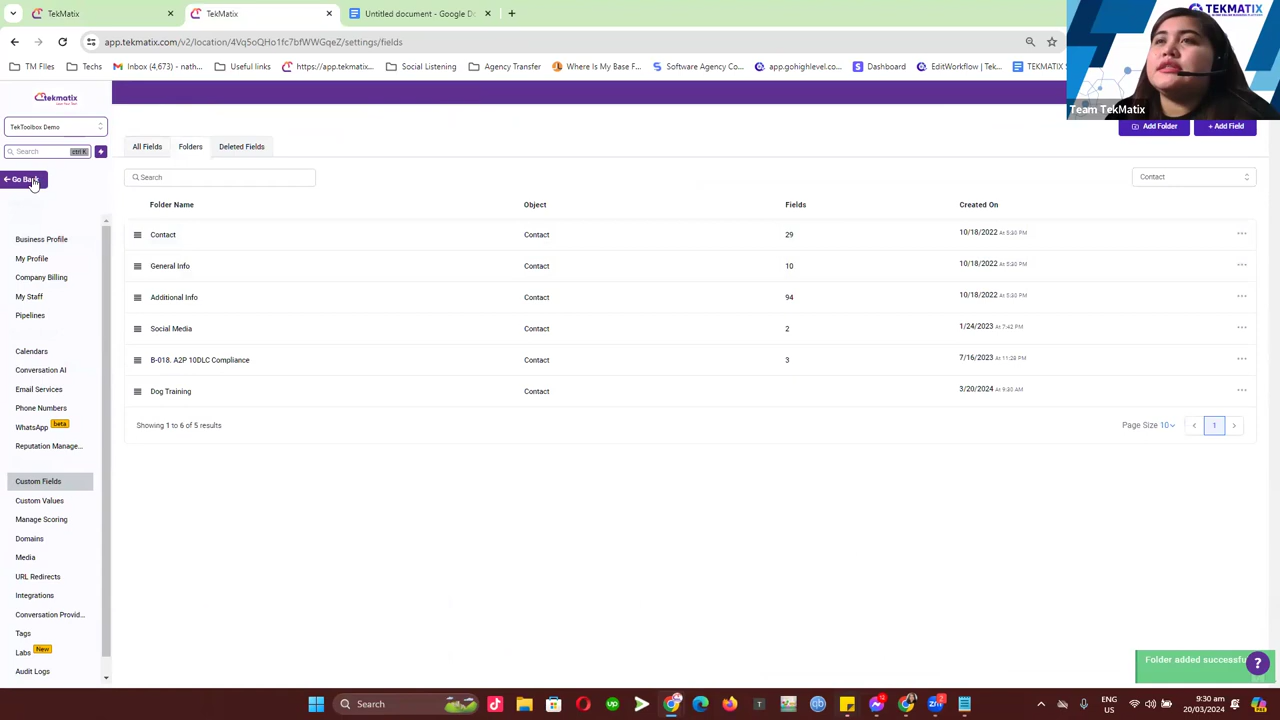 TekMatix
TekMatix
Untitled document - Google Do
app.tekmatix.com/v2/location/4Vq5oQHo1fc7bfWWGqeZ/settings/fields
TM Files
Techs
Inbox (4,673) - nath...
Useful links
https://app.tekmatix...
Social Listening
Agency Transfer
Where Is My Base F...
Software Agency Co...
app.gohighlevel.co...
Dashboard
EditWorkflow | Tek...
TEKMATIX
Team TekMatix
tekmatix
TekToolbox Demo
Search
ctrl K
Go Back
Business Profile
My Profile
Company Billing
My Staff
Pipelines
Calendars
Conversation AI
Email Services
Phone Numbers
WhatsApp beta
Reputation Manage...
Custom Fields
Custom Values
Manage Scoring
Domains
Media
URL Redirects
Integrations
Conversation Provid...
Tags
Labs New
Audit Logs
Add Folder
+ Add Field
All Fields Folders Deleted Fields
Search
Contact
Folder Name Object Fields Created On
Contact Contact 29 10/18/2022 At 5:30 PM
General Info Contact 10 10/18/2022 At 5:30 PM
Additional Info Contact 94 10/18/2022 At 5:30 PM
Social Media Contact 2 1/24/2023 At 7:42 PM
B-018. A2P 10DLC Compliance Contact 3 7/16/2023 At 11:28 PM
Dog Training Contact 3/20/2024 At 9:30 AM
Showing 1 to 6 of 5 results
Page Size 10
1
Folder added successfu
?
Search
ENG
US
9:30 am
20/03/2024